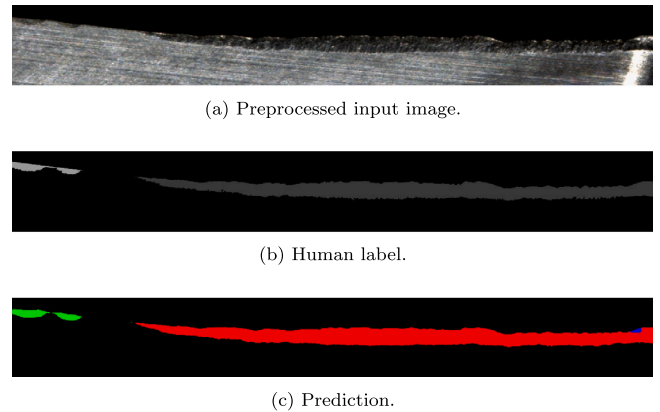 (a) Preprocessed input image.
(b) Human label.
(c) Prediction.